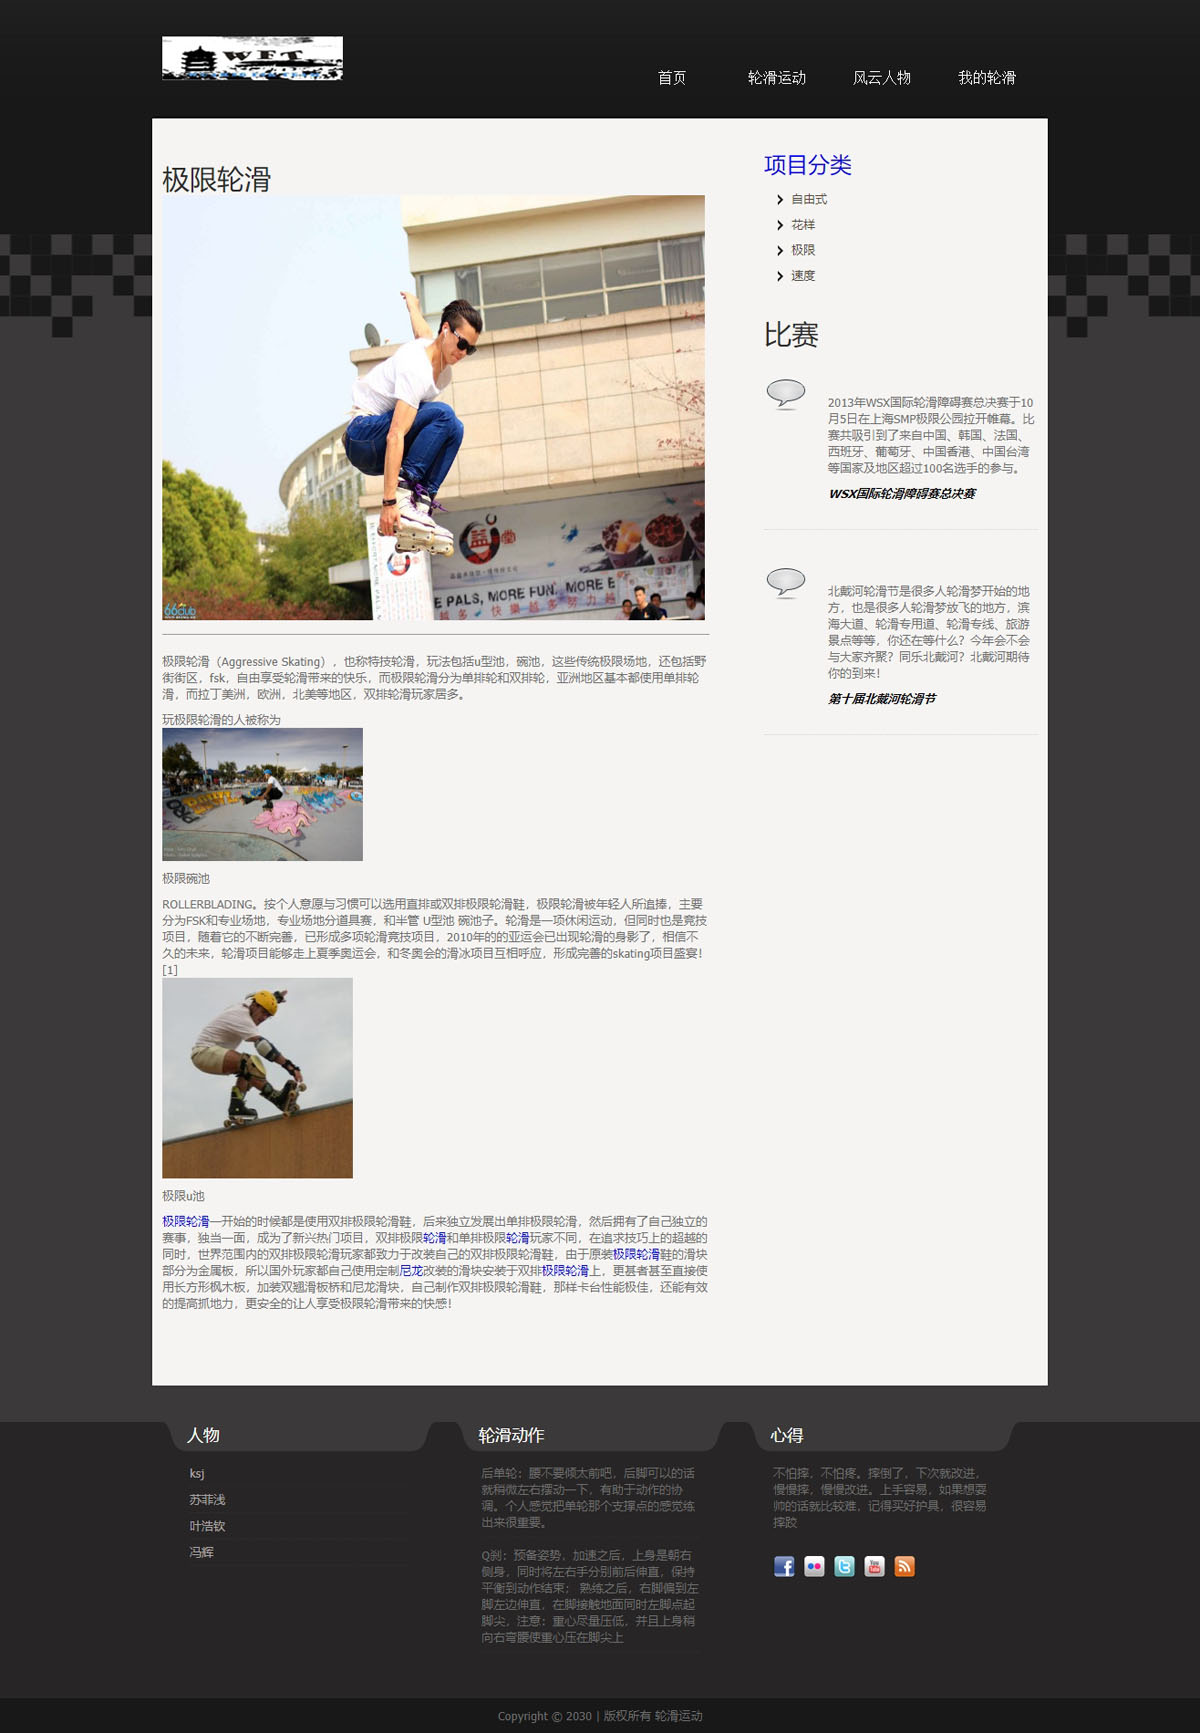 WFT
首页 轮滑运动 风云人物 我的轮滑
极限轮滑
MORE FUN. MORE
E PALS,
快樂越多努力越
越多
66club
极限轮滑（Aggressive Skating），也称特技轮滑，玩法包括u型池，碗池，这些传统极限场地，还包括野
街街区，fsk，自由享受轮滑带来的快乐，而极限轮滑分为单排轮和双排轮，亚洲地区基本都使用单排轮
滑，而拉丁美洲，欧洲，北美等地区，双排轮滑玩家居多。
玩极限轮滑的人被称为
极限碗池
ROLLERBLADING。按个人意愿与习惯可以选用直排或双排极限轮滑鞋，极限轮滑被年轻人所追捧，主要
分为FSK和专业场地，专业场地分道具赛，和半管 U型池 碗池子。轮滑是一项休闲运动，但同时也是竞技
项目，随着它的不断完善，已形成多项轮滑竞技项目，2010年的的亚运会已出现轮滑的身影了，相信不
久的未来，轮滑项目能够走上夏季奥运会，和冬奥会的滑冰项目互相呼应，形成完善的skating项目盛宴！
[1]
极限u池
极限轮滑一开始的时候都是使用双排极限轮滑鞋，后来独立发展出单排极限轮滑，然后拥有了自己独立的
赛事，独当一面，成为了新兴热门项目，双排极限轮滑和单排极限轮滑玩家不同，在追求技巧上的超越的
同时，世界范围内的双排极限轮滑玩家都致力于改装自己的双排极限轮滑鞋，由于原装极限轮滑鞋的滑块
部分为金属板，所以国外玩家都自己使用定制尼龙改装的滑块安装于双排极限轮滑上，更甚者甚至直接使
用长方形枫木板，加装双翘滑板桥和尼龙滑块，自己制作双排极限轮滑鞋，那样卡台性能极佳，还能有效
的提高抓地力，更安全的让人享受极限轮滑带来的快感！
项目分类
自由式
花样
极限
速度
比赛
2013年WSX国际轮滑障碍赛总决赛于10
月5日在上海SMP极限公园拉开帷幕。比
赛共吸引到了来自中国、韩国、法国、
西班牙、葡萄牙、中国香港、中国台湾
等国家及地区超过100名选手的参与。
WSX国际轮滑障碍赛总决赛
北戴河轮滑节是很多人轮滑梦开始的地
方，也是很多人轮滑梦放飞的地方，滨
海大道、轮滑专用道、轮滑专线、旅游
景点等等，你还在等什么？今年会不会
与大家齐聚？同乐北戴河？北戴河期待
你的到来！
第十届北戴河轮滑节
人物
ksj
苏菲浅
叶浩钦
冯辉
轮滑动作
后单轮：腰不要倾太前吧，后脚可以的话
就稍微左右摆动一下，有助于动作的协
调。个人感觉把单轮那个支撑点的感觉练
出来很重要。
Q刹：预备姿势，加速之后，上身是朝右
侧身，同时将左右手分别前后伸直，保持
平衡到动作结束； 熟练之后，右脚偏到左
脚左边伸直，在脚接触地面同时左脚点起
脚尖，注意：重心尽量压低，并且上身稍
向右弯腰使重心压在脚尖上
心得
不怕摔，不怕疼。摔倒了，下次就改进，
慢慢摔，慢慢改进。上手容易，如果想耍
帅的话就比较难，记得买好护具，很容易
摔跤
Copyright © 2030 | 版权所有 轮滑运动